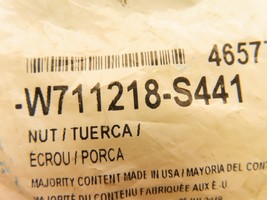 4657
-W711218-S441
NUT / TUERCA /
ÉCROU / PORCA
MAJORITY CONTENT MADE IN USA / MAYORIA DEL CON
MAJORITÉ DU CONTENU FABRIQUÉE AUX É.-U